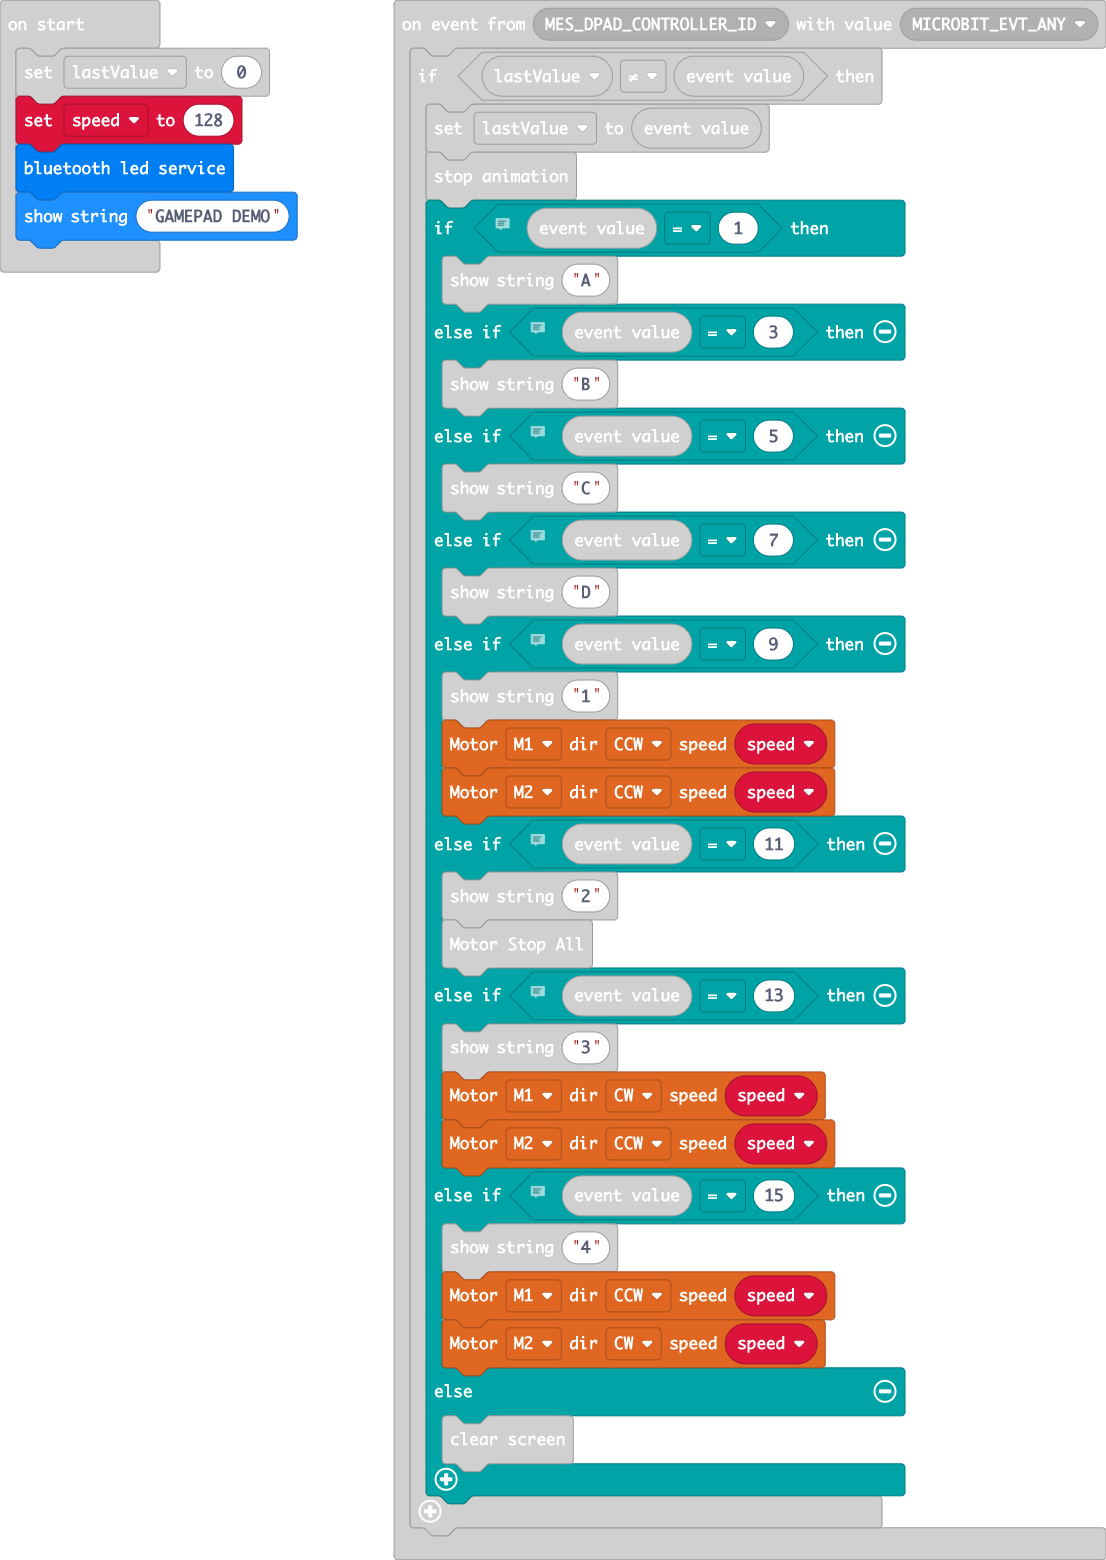 on start
set lastValue to 0
set speed to 128
bluetooth led service
show string "GAMEPAD DEMO"
on event from MES_DPAD_CONTROLLER_ID with value MICROBIT_EVT_ANY
if lastValue ≠ event value then
set lastValue to event value
stop animation
if event value = 1 then
show string "A"
else if event value = 3 then
show string "B"
else if event value = 5 then
show string "C"
else if event value = 7 then
show string "D"
else if event value = 9 then
show string "1"
Motor M1 dir CCW speed speed
Motor M2 dir CCW speed speed
else if event value = 11 then
show string "2"
Motor Stop All
else if event value = 13 then
show string "3"
Motor M1 dir CW speed speed
Motor M2 dir CCW speed speed
else if event value = 15 then
show string "4"
Motor M1 dir CCW speed speed
Motor M2 dir CW speed speed
else
clear screen